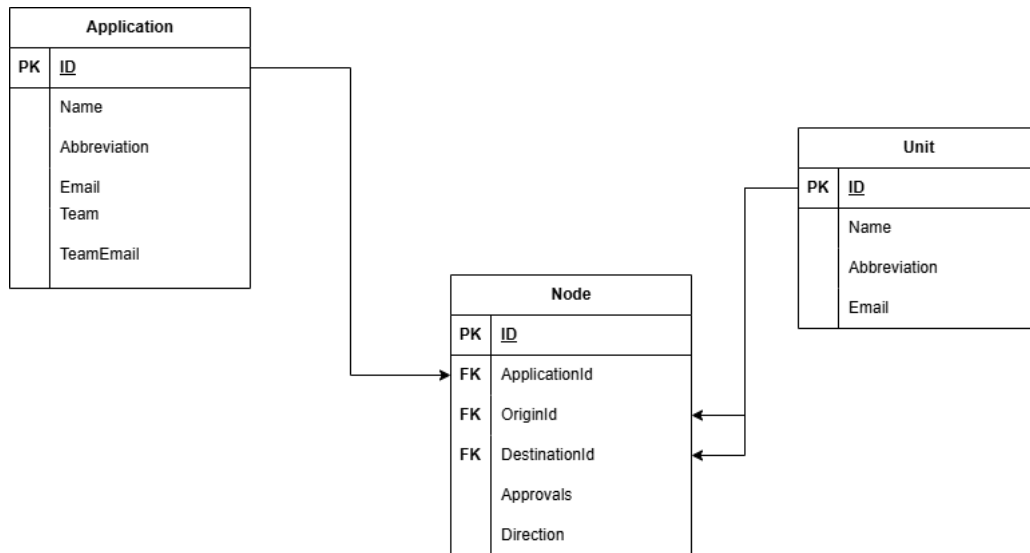 Application
PK ID
Name
Abbreviation
Email
Team
TeamEmail
Unit
PK ID
Name
Abbreviation
Email
Node
PK ID
FK ApplicationId
FK OriginId
FK DestinationId
Approvals
Direction